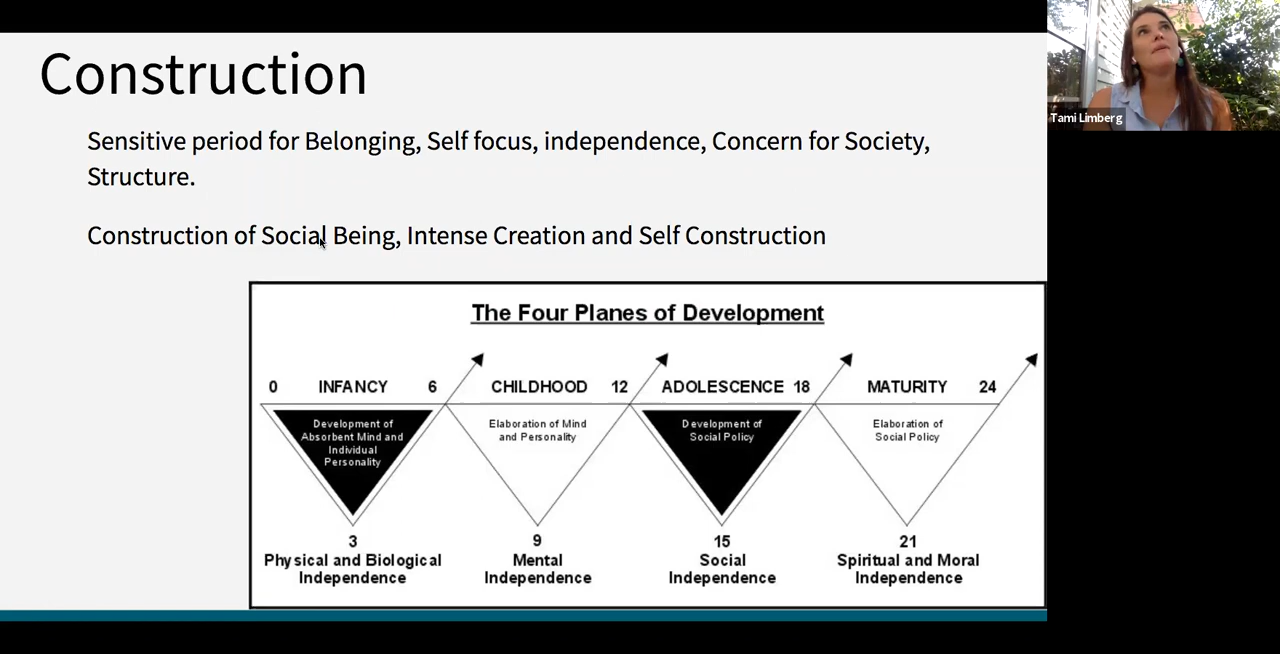 Construction
Sensitive period for Belonging, Self focus, independence, Concern for Society,
Structure.
Construction of Social Being, Intense Creation and Self Construction
The Four Planes of Development
0 INFANCY 6 CHILDHOOD 12 ADOLESCENCE 18 MATURITY 24
Development of
Absorbent Mind and
Individual
Personality
Elaboration of Mind
and Personality
Development of
Social Policy
Elaboration of
Social Policy
3
Physical and Biological
Independence
9
Mental
Independence
15
Social
Independence
21
Spiritual and Moral
Independence
Tami Limberg